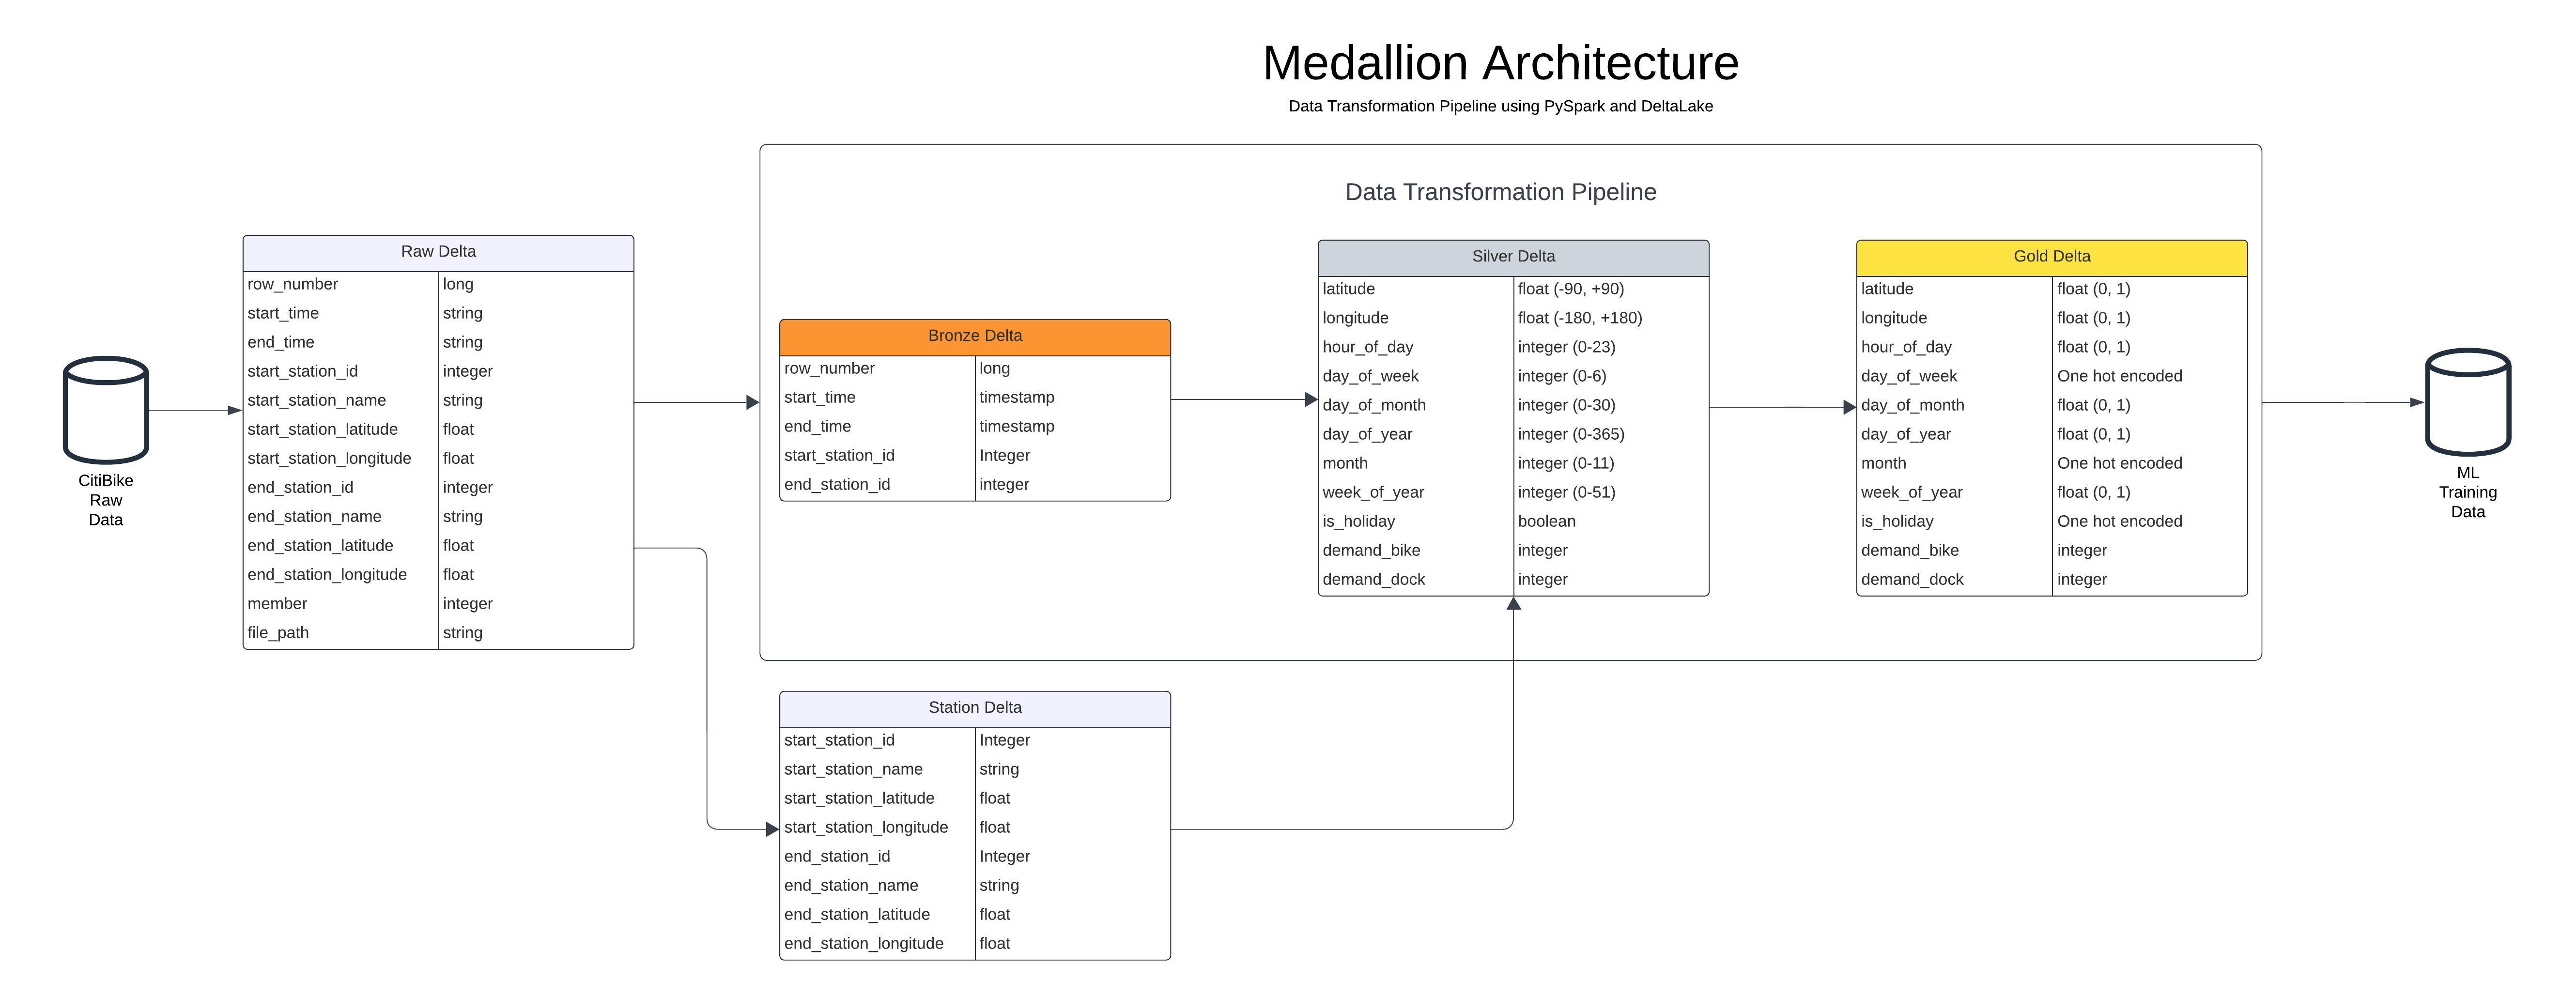 Medallion Architecture
Data Transformation Pipeline using PySpark and DeltaLake
CitiBike
Raw
Data
Raw Delta
row_number long
start_time string
end_time string
start_station_id integer
start_station_name string
start_station_latitude float
start_station_longitude float
end_station_id integer
end_station_name string
end_station_latitude float
end_station_longitude float
member integer
file_path string
Data Transformation Pipeline
Bronze Delta
row_number long
start_time timestamp
end_time timestamp
start_station_id Integer
end_station_id integer
Silver Delta
latitude float (-90, +90)
longitude float (-180, +180)
hour_of_day integer (0-23)
day_of_week integer (0-6)
day_of_month integer (0-30)
day_of_year integer (0-365)
month integer (0-11)
week_of_year integer (0-51)
is_holiday boolean
demand_bike integer
demand_dock integer
Gold Delta
latitude float (0, 1)
longitude float (0, 1)
hour_of_day float (0, 1)
day_of_week One hot encoded
day_of_month float (0, 1)
day_of_year float (0, 1)
month One hot encoded
week_of_year float (0, 1)
is_holiday One hot encoded
demand_bike integer
demand_dock integer
ML
Training
Data
Station Delta
start_station_id Integer
start_station_name string
start_station_latitude float
start_station_longitude float
end_station_id Integer
end_station_name string
end_station_latitude float
end_station_longitude float